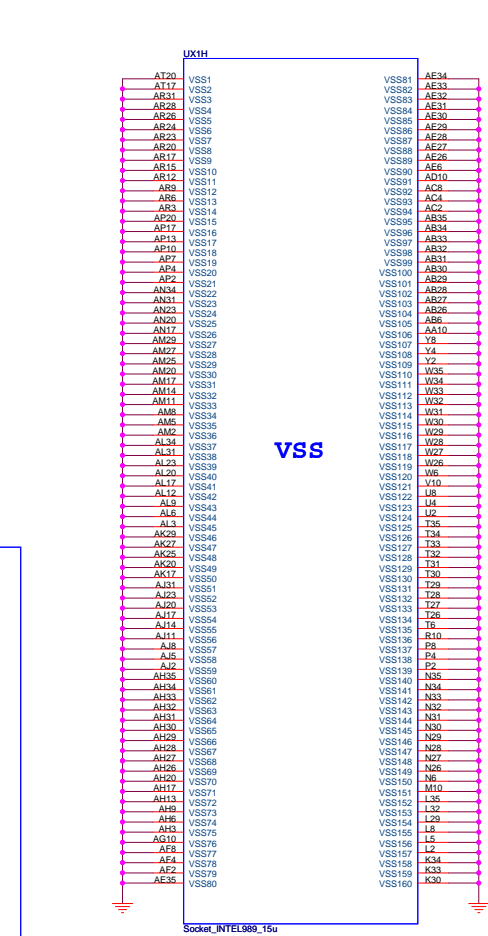 UX1H
AT20 VSS1 VSS81 AE34
AT17 VSS2 VSS82 AE33
AR31 VSS3 VSS83 AE32
AR28 VSS4 VSS84 AE31
AR26 VSS5 VSS85 AE30
AR24 VSS6 VSS86 AE29
AR23 VSS7 VSS87 AE28
AR20 VSS8 VSS88 AE27
AR17 VSS9 VSS89 AE26
AR15 VSS10 VSS90 AE6
AR12 VSS11 VSS91 AD10
AR9 VSS12 VSS92 AC8
AR6 VSS13 VSS93 AC4
AR3 VSS14 VSS94 AC2
AP20 VSS15 VSS95 AB35
AP17 VSS16 VSS96 AB34
AP13 VSS17 VSS97 AB33
AP10 VSS18 VSS98 AB32
AP7 VSS19 VSS99 AB31
AP4 VSS20 VSS100 AB30
AP2 VSS21 VSS101 AB29
AN34 VSS22 VSS102 AB28
AN31 VSS23 VSS103 AB27
AN23 VSS24 VSS104 AB26
AN20 VSS25 VSS105 AB6
AN17 VSS26 VSS106 AA10
AM29 VSS27 VSS107 Y8
AM27 VSS28 VSS108 Y4
AM25 VSS29 VSS109 Y2
AM20 VSS30 VSS110 W35
AM17 VSS31 VSS111 W34
AM14 VSS32 VSS112 W33
AM11 VSS33 VSS113 W32
AM8 VSS34 VSS114 W31
AM5 VSS35 VSS115 W30
AM2 VSS36 VSS116 W29
AL34 VSS37 VSS117 W28
VSS
AL31 VSS38 VSS118 W27
AL23 VSS39 VSS119 W26
AL20 VSS40 VSS120 W6
AL17 VSS41 VSS121 V10
AL12 VSS42 VSS122 U8
AL9 VSS43 VSS123 U4
AL6 VSS44 VSS124 U2
AL3 VSS45 VSS125 T35
AK29 VSS46 VSS126 T34
AK27 VSS47 VSS127 T33
AK25 VSS48 VSS128 T32
AK20 VSS49 VSS129 T31
AK17 VSS50 VSS130 T30
AJ31 VSS51 VSS131 T29
AJ23 VSS52 VSS132 T28
AJ20 VSS53 VSS133 T27
AJ17 VSS54 VSS134 T26
AJ14 VSS55 VSS135 T6
AJ11 VSS56 VSS136 R10
AJ8 VSS57 VSS137 P8
AJ5 VSS58 VSS138 P4
AJ2 VSS59 VSS139 P2
AH35 VSS60 VSS140 N35
AH34 VSS61 VSS141 N34
AH33 VSS62 VSS142 N33
AH32 VSS63 VSS143 N32
AH31 VSS64 VSS144 N31
AH30 VSS65 VSS145 N30
AH29 VSS66 VSS146 N29
AH28 VSS67 VSS147 N28
AH27 VSS68 VSS148 N27
AH26 VSS69 VSS149 N26
AH20 VSS70 VSS150 N6
AH17 VSS71 VSS151 M10
AH13 VSS72 VSS152 L35
AH9 VSS73 VSS153 L32
AH6 VSS74 VSS154 L29
AH3 VSS75 VSS155 L8
AG10 VSS76 VSS156 L5
AF8 VSS77 VSS157 L2
AF4 VSS78 VSS158 K34
AF2 VSS79 VSS159 K33
AE35 VSS80 VSS160 K30
Socket_INTEL989_15u